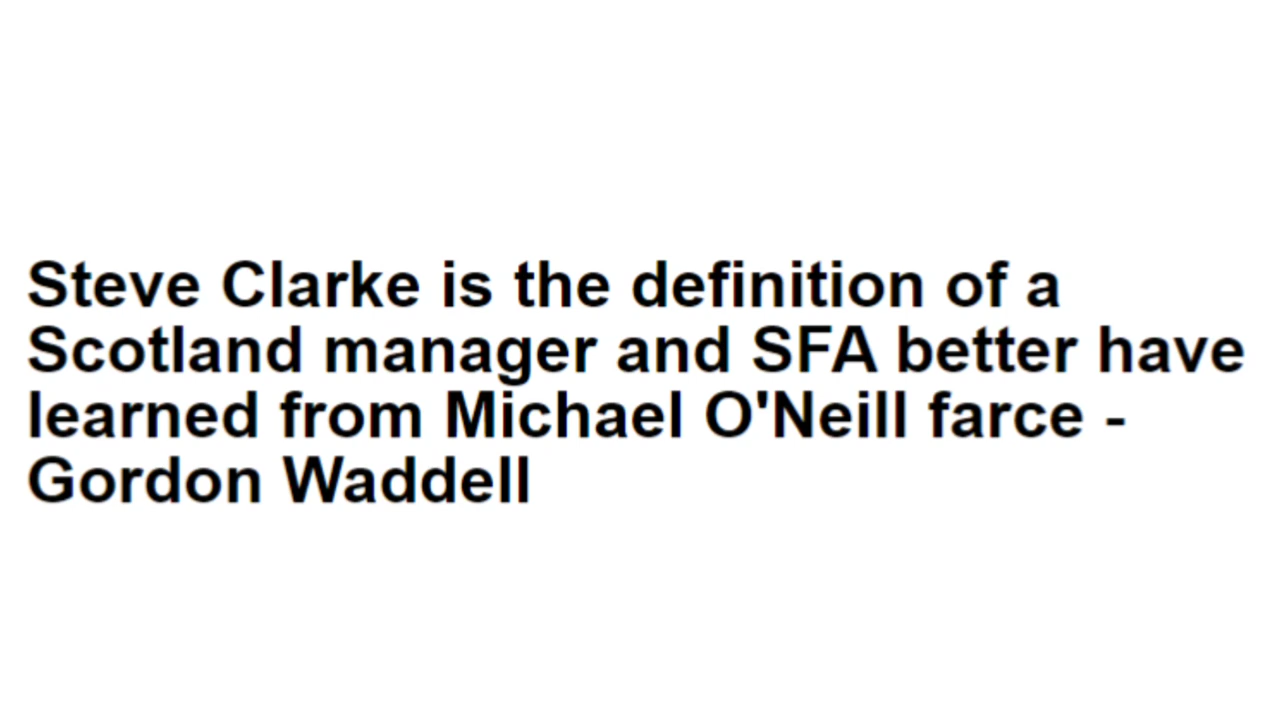 Steve Clarke is the definition of a
Scotland manager and SFA better have
learned from Michael O'Neill farce -
Gordon Waddell